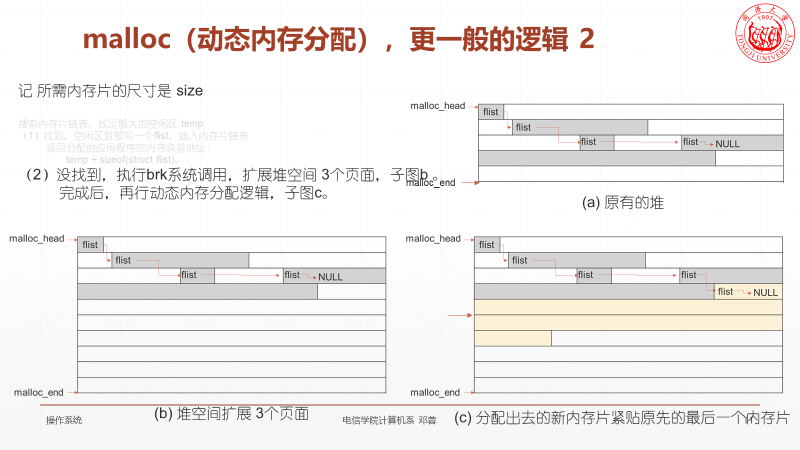 malloc（动态内存分配），更一般的逻辑 2
同济大学
1907
TONGJI UNIVERSITY
记 所需内存片的尺寸是 size
搜索内存片链表，找足够大的空闲区 temp
（1）找到，空闲区首部写一个flist，插入内存片链表
返回分配给应用程序的内存块首地址：
temp + sizeof(struct flist)。
（2）没找到，执行brk系统调用，扩展堆空间 3个页面，子图b 。
完成后，再行动态内存分配逻辑，子图c。
malloc_head
flist
flist
flist
flist NULL
malloc_end
(a) 原有的堆
malloc_head
flist
flist
flist
flist NULL
malloc_end
(b) 堆空间扩展 3个页面
malloc_head
flist
flist
flist
flist
flist NULL
malloc_end
(c) 分配出去的新内存片紧贴原先的最后一个内存片
操作系统
电信学院计算机系 邓蓉